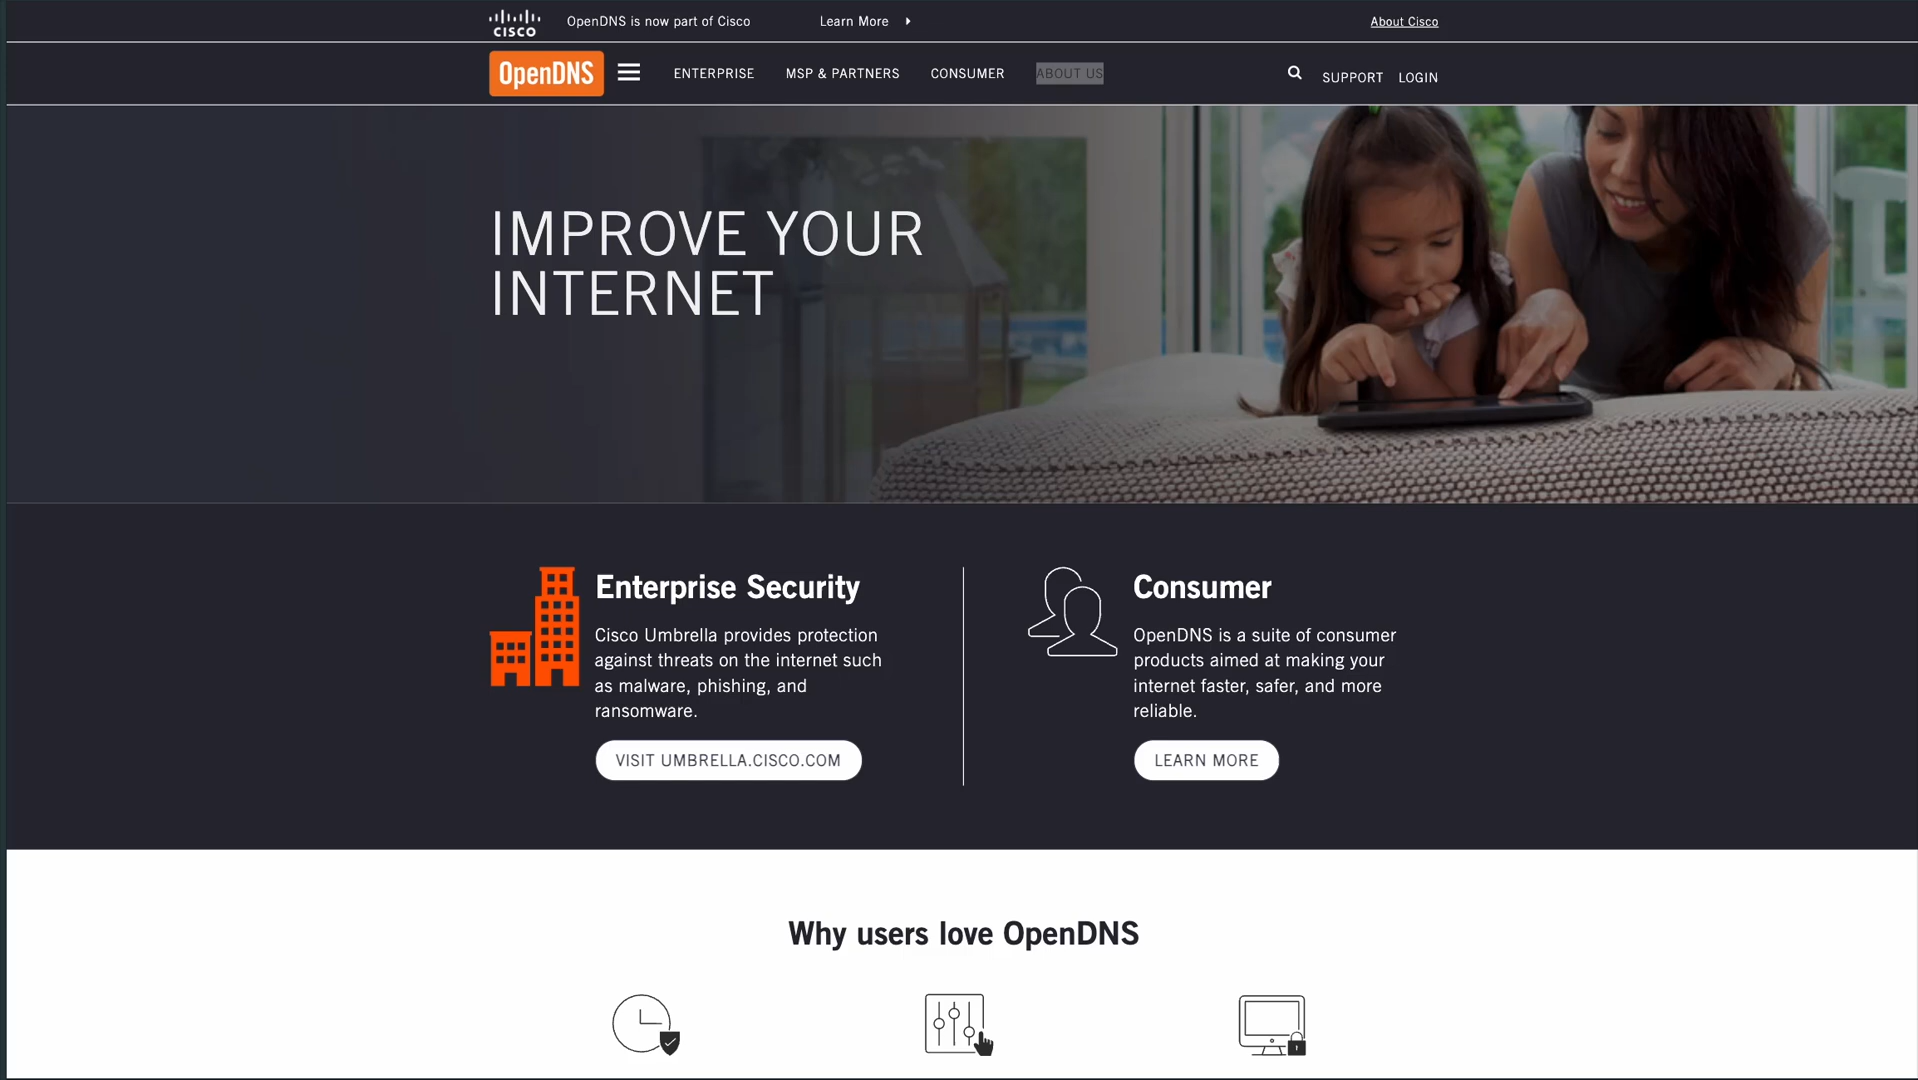 CISCO
OpenDNS is now part of Cisco
Learn More
About Cisco
OpenDNS
ENTERPRISE
MSP & PARTNERS
CONSUMER
ABOUT US
SUPPORT
LOGIN
IMPROVE YOUR
INTERNET
Enterprise Security
Cisco Umbrella provides protection
against threats on the internet such
as malware, phishing, and
ransomware.
VISIT UMBRELLA.CISCO.COM
Consumer
OpenDNS is a suite of consumer
products aimed at making your
internet faster, safer, and more
reliable.
LEARN MORE
Why users love OpenDNS